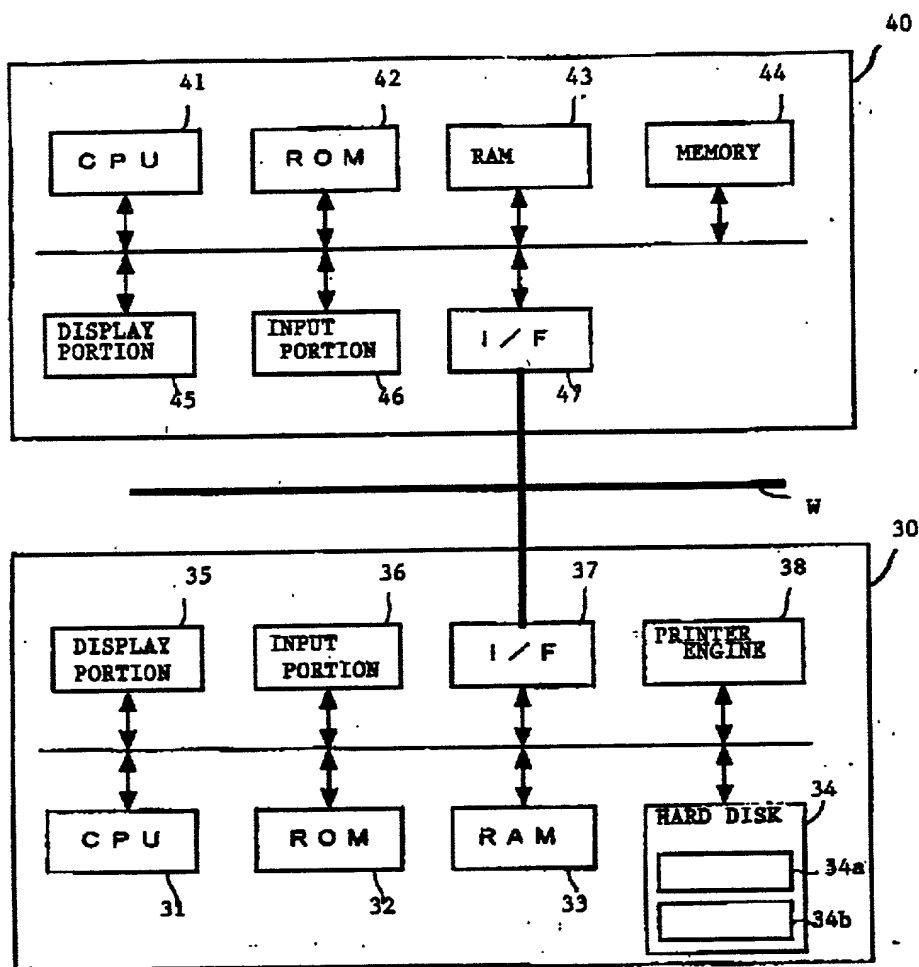 40
41
42
43
44
CPU
ROM
RAM
MEMORY
DISPLAY
PORTION
INPUT
PORTION
I/F
45
46
47
W
30
35
36
37
38
DISPLAY
PORTION
INPUT
PORTION
I/F
PRINTER
ENGINE
CPU
ROM
RAM
HARD DISK
34
34a
34b
31
32
33